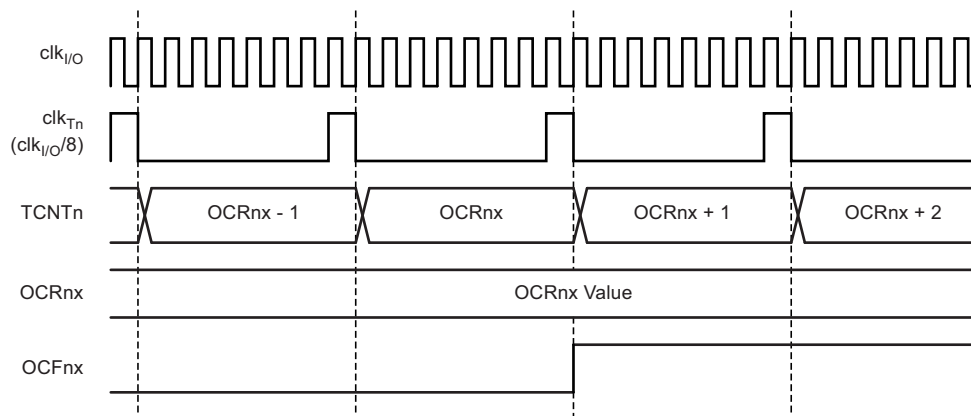 clkI/O
clkTn
(clkI/O/8)
TCNTn OCRnx - 1 OCRnx OCRnx + 1 OCRnx + 2
OCRnx OCRnx Value
OCFnx